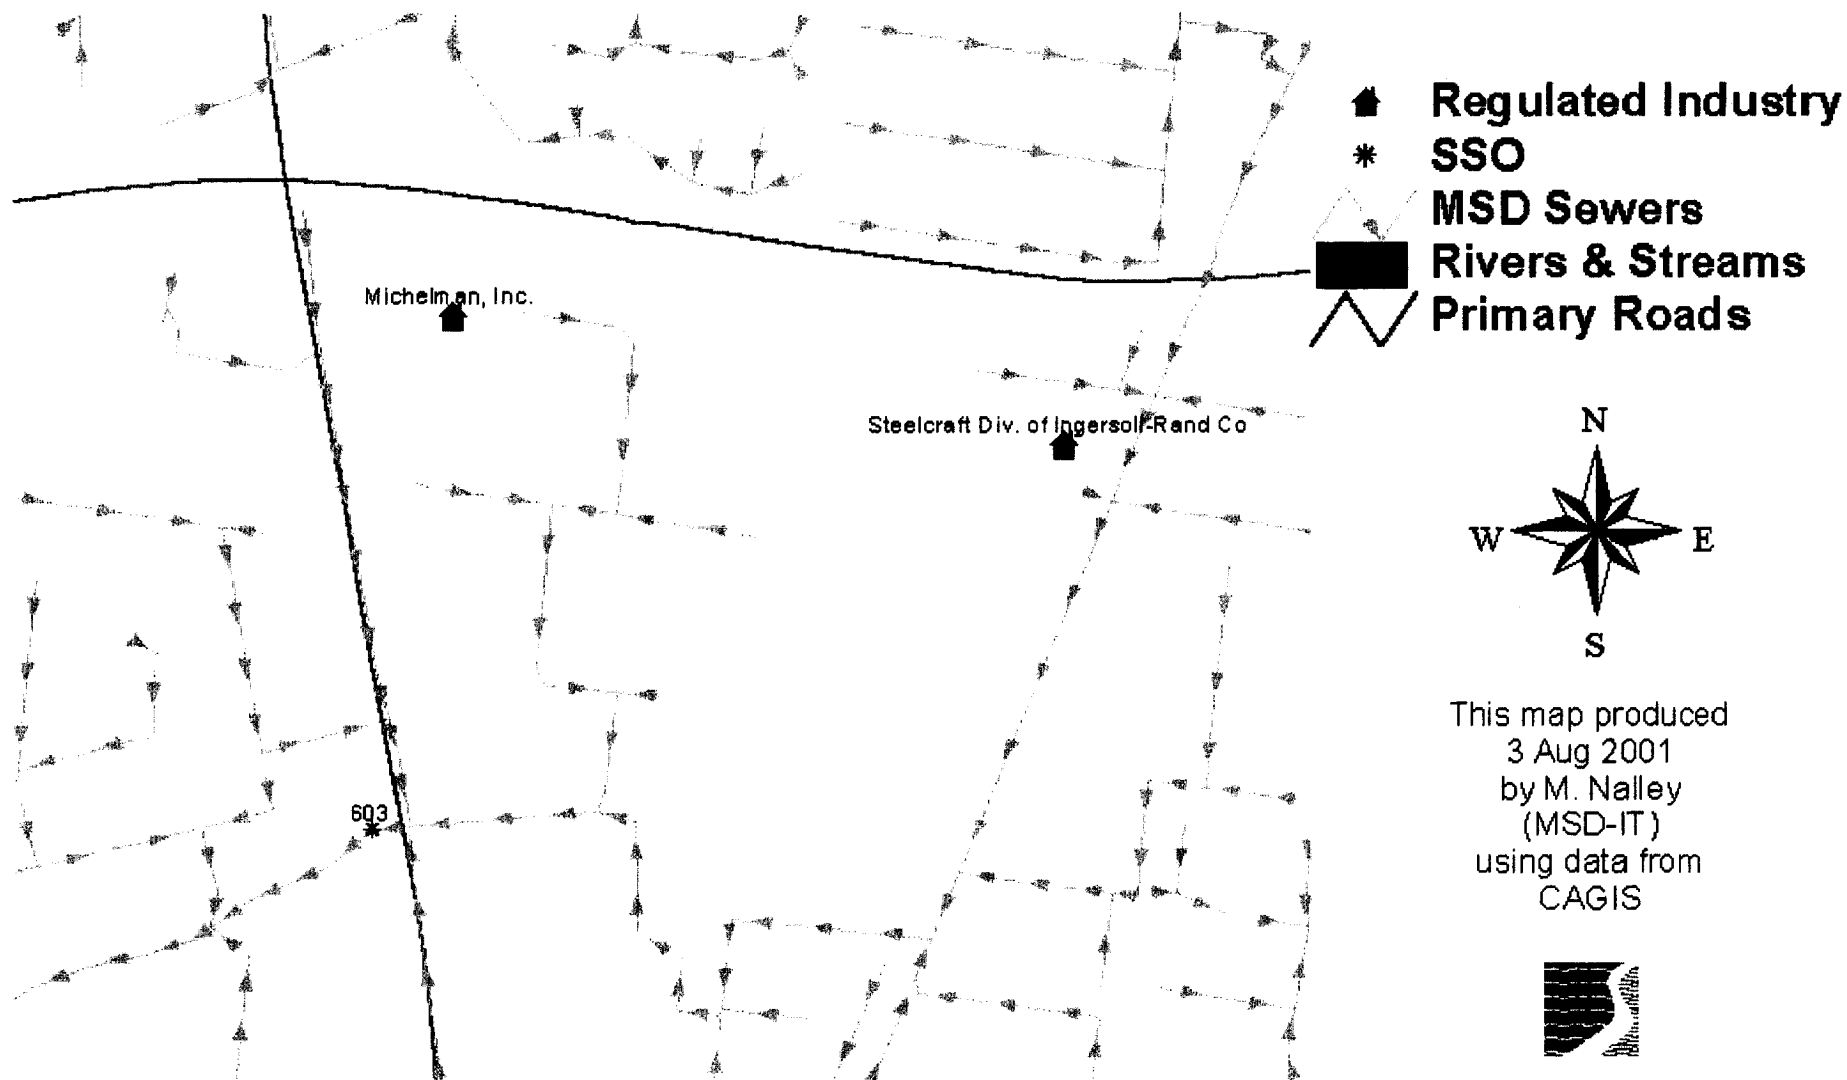 Regulated Industry
SSO
MSD Sewers
Rivers & Streams
Primary Roads
Michelman, Inc.
Steelcraft Div. of Ingersoll-Rand Co
603
N
W E
S
This map produced
3 Aug 2001
by M. Nalley
(MSD-IT)
using data from
CAGIS